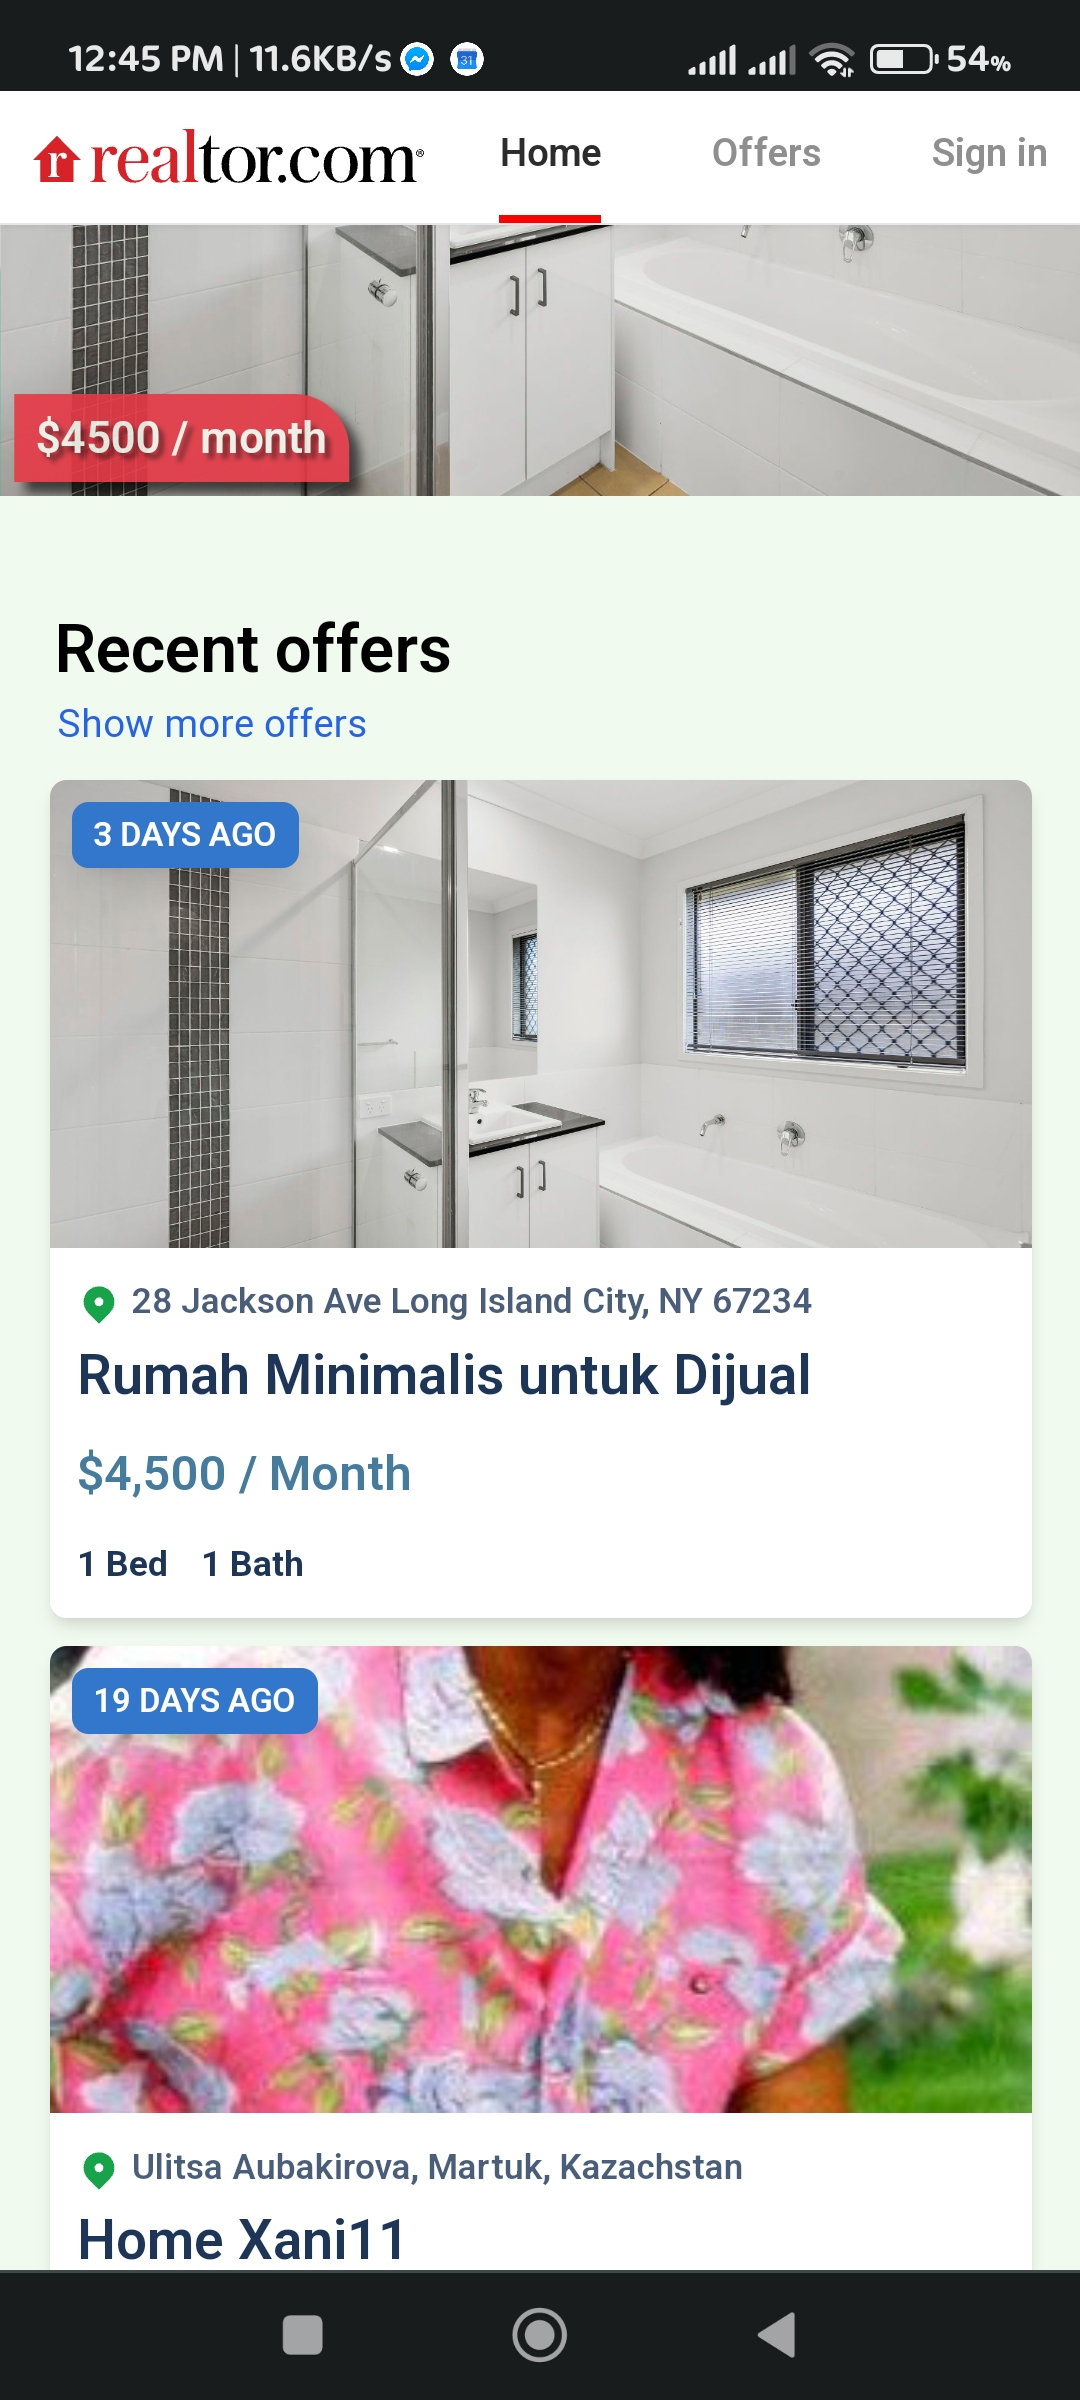 12:45 PM | 11.6KB/s 31 54%
r realtor.com® Home Offers Sign in
$4500 / month
Recent offers
Show more offers
3 DAYS AGO
28 Jackson Ave Long Island City, NY 67234
Rumah Minimalis untuk Dijual
$4,500 / Month
1 Bed 1 Bath
19 DAYS AGO
Ulitsa Aubakirova, Martuk, Kazachstan
Home Xani11